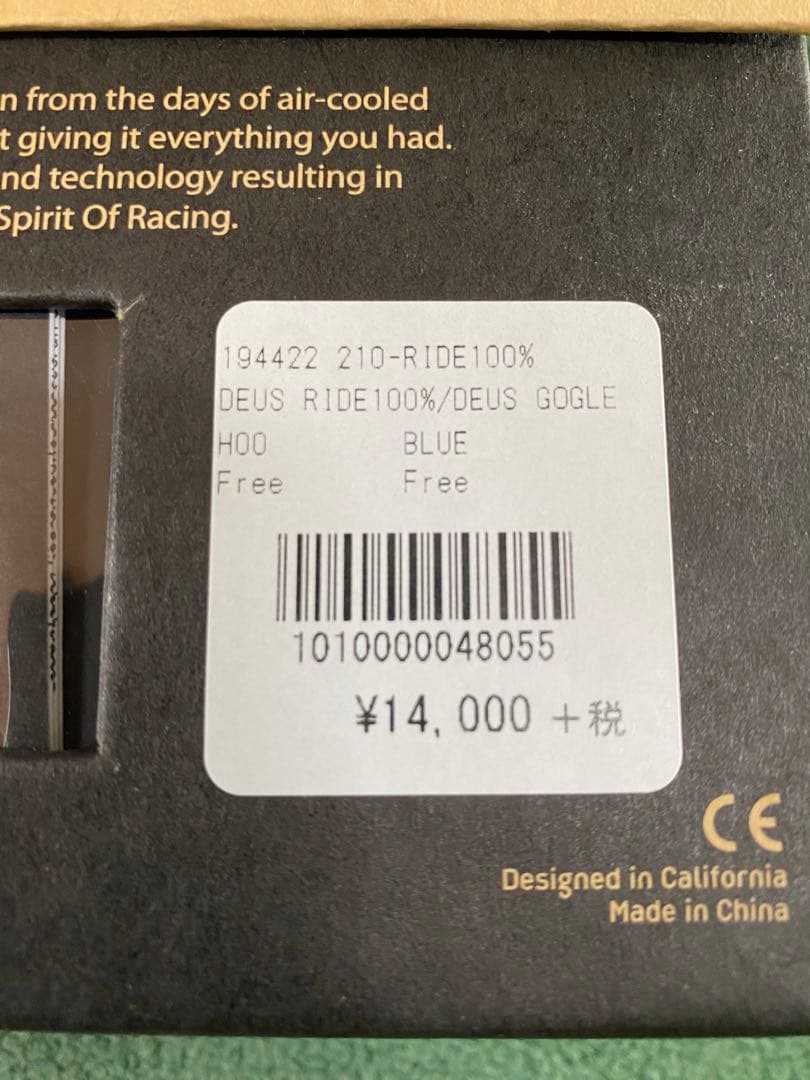 n from the days of air-cooled
t giving it everything you had.
nd technology resulting in
Spirit Of Racing.
194422 210-RIDE100%
DEUS RIDE100%/DEUS GOGLE
H00 BLUE
Free Free
1010000048055
¥14,000 +税
CE
Designed in California
Made in China